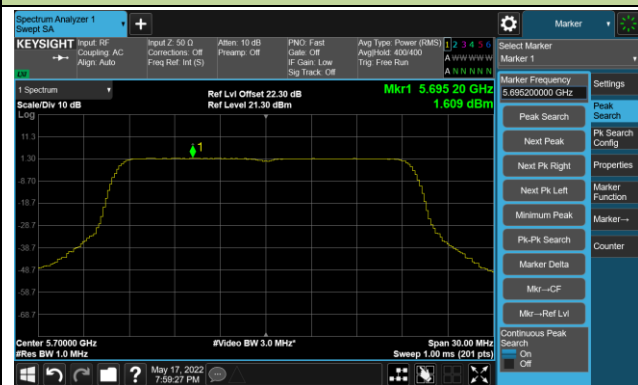 Spectrum Analyzer 1
Swept SA
+
Marker
KEYSIGHT
Input: RF
Coupling: AC
Align: Auto
Input Z: 50 Ω
Corrections: Off
Freq Ref: Int (S)
Atten: 10 dB
Preamp: Off
PNO: Fast
Gate: Off
IF Gain: Low
Sig Track: Off
Avg Type: Power (RMS)
Avg|Hold: 400/400
Trig: Free Run
1 2 3 4 5 6
A W W W W W
A N N N N N
Select Marker
Marker 1
1 Spectrum
Scale/Div 10 dB
Log
Ref Lvl Offset 22.30 dB
Ref Level 21.30 dBm
Mkr1 5.695 20 GHz
1.609 dBm
Marker Frequency
5.695200000 GHz
Settings
Peak Search
Next Peak
Next Pk Right
Next Pk Left
Minimum Peak
Pk-Pk Search
Marker Delta
Mkr→CF
Mkr→Ref Lvl
Continuous Peak
Search
On
Off
Peak
Search
Pk Search
Config
Properties
Marker
Function
Marker→
Counter
11.3
1.30
-8.70
-18.7
-28.7
-38.7
-48.7
-58.7
-68.7
1
Center 5.70000 GHz
#Res BW 1.0 MHz
#Video BW 3.0 MHz*
Span 30.00 MHz
Sweep 1.00 ms (201 pts)
?
May 17, 2022
7:59:27 PM